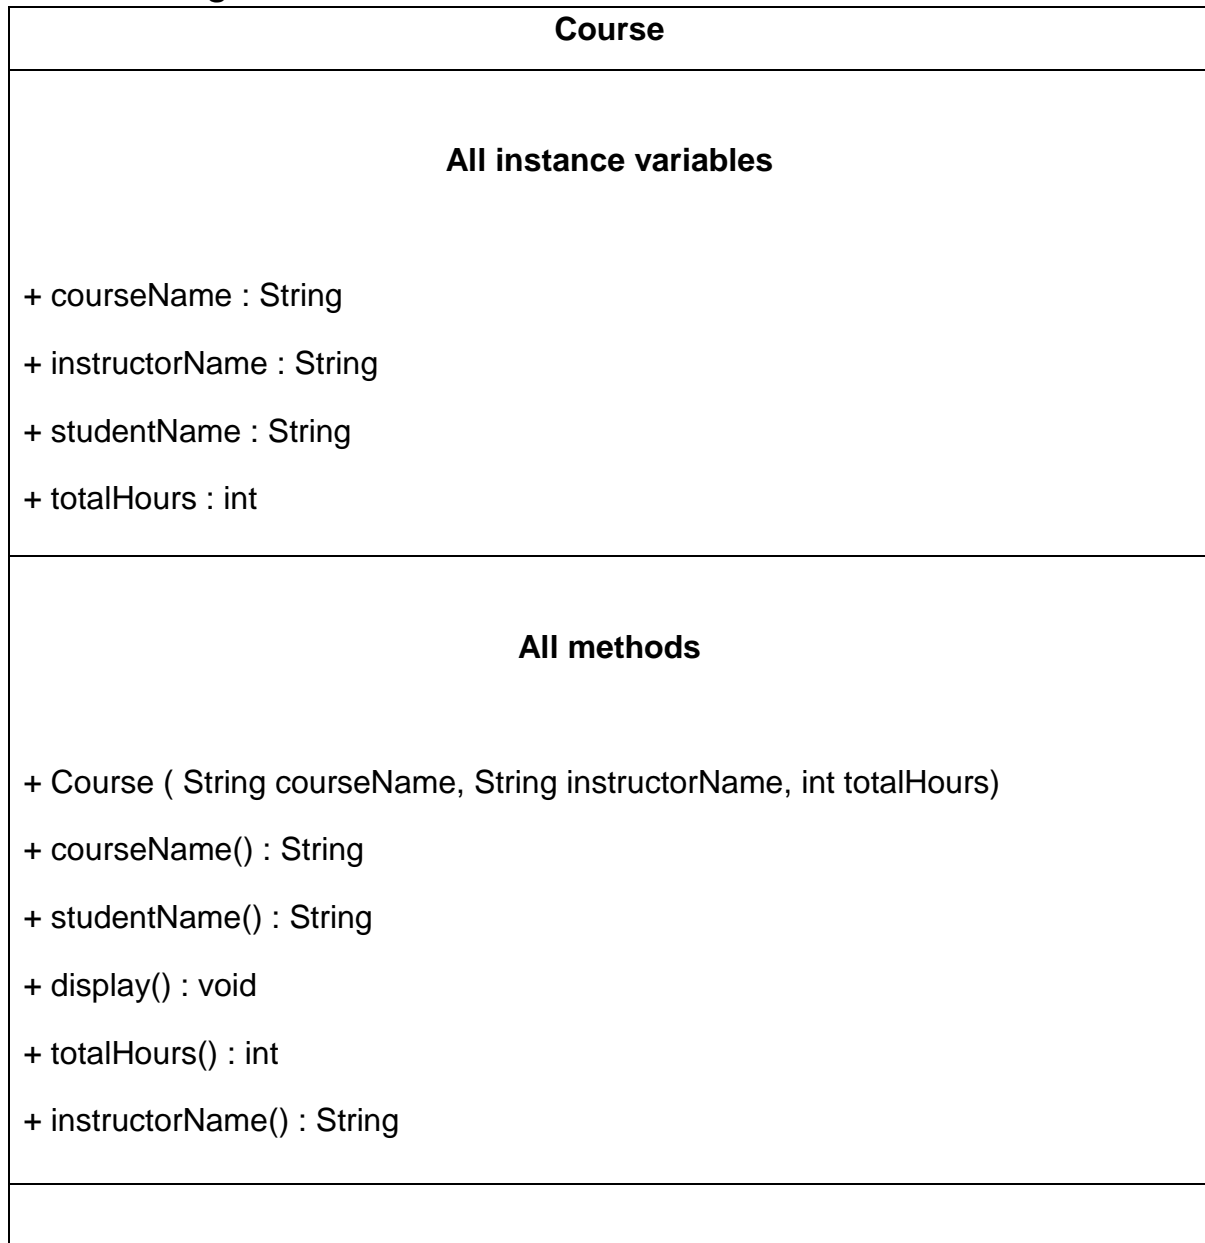 Course
All instance variables
+ courseName : String
+ instructorName : String
+ studentName : String
+ totalHours : int
All methods
+ Course ( String courseName, String instructorName, int totalHours)
+ courseName() : String
+ studentName() : String
+ display() : void
+ totalHours() : int
+ instructorName() : String